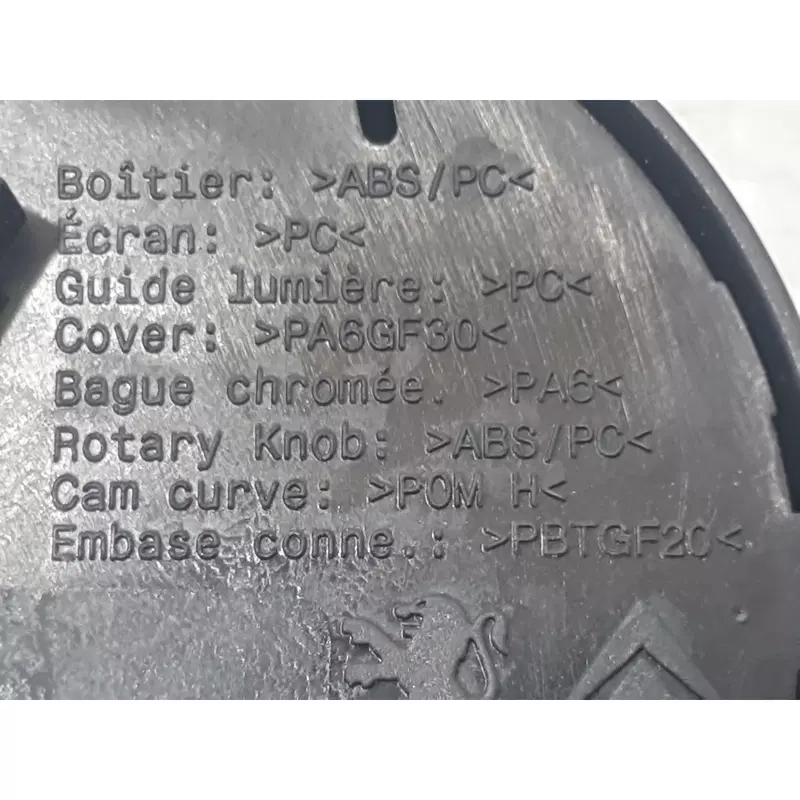 Boîtier: >ABS/PC<
Écran: >PC<
Guide lumière: >PC<
Cover: >PA6GF30<
Bague chromée. >PA6<
Rotary Knob: >ABS/PC<
Cam curve: >POM H<
Embase conne.: >PBTGF20<